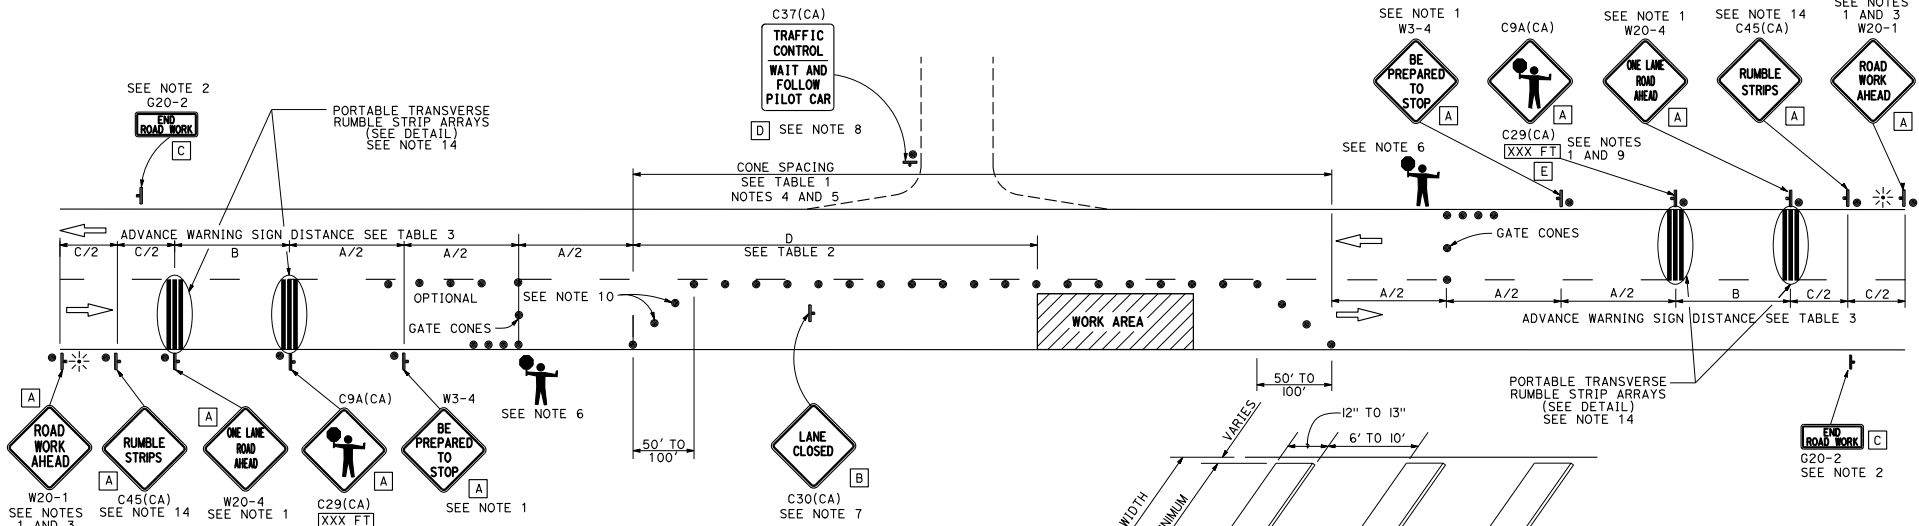 C37(CA)
TRAFFIC
CONTROL
WAIT AND
FOLLOW
PILOT CAR
D SEE NOTE 8
SEE NOTE 2
G20-2
END
ROAD WORK
C
PORTABLE TRANSVERSE
RUMBLE STRIP ARRAYS
(SEE DETAIL)
SEE NOTE 14
CONE SPACING
SEE TABLE 1
NOTES 4 AND 5
SEE NOTE 1
W3-4
BE
PREPARED
TO
STOP
A
C9A(CA)
A
C29(CA)
XXX FT
SEE NOTES
1 AND 9
E
SEE NOTE 1
W20-4
ONE LANE
ROAD
AHEAD
A
SEE NOTE 14
C45(CA)
RUMBLE
STRIPS
A
SEE NOTES
1 AND 3
W20-1
ROAD
WORK
AHEAD
A
SEE NOTE 6
GATE CONES
ADVANCE WARNING SIGN DISTANCE SEE TABLE 3
C/2 C/2 B A/2 A/2 A/2
D
SEE TABLE 2
OPTIONAL
SEE NOTE 10
GATE CONES
WORK AREA
A/2 A/2 A/2 B C/2 C/2
ADVANCE WARNING SIGN DISTANCE SEE TABLE 3
SEE NOTE 6
50' TO
100'
50' TO
100'
A
ROAD
WORK
AHEAD
W20-1
SEE NOTES
1 AND 3
RUMBLE
STRIPS
A
C45(CA)
SEE NOTE 14
A
ONE LANE
ROAD
AHEAD
W20-4
SEE NOTE 1
C9A(CA)
A
C29(CA)
XXX FT
W3-4
BE
PREPARED
TO
STOP
A
SEE NOTE 1
LANE
CLOSED
B
C30(CA)
SEE NOTE 7
VARIES
12" TO 13"
6' TO 10'
WIDTH
PORTABLE TRANSVERSE
RUMBLE STRIP ARRAYS
(SEE DETAIL)
SEE NOTE 14
END
ROAD WORK
C
G20-2
SEE NOTE 2